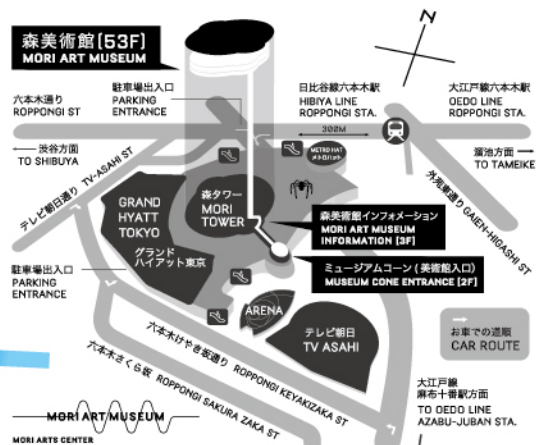 N
森美術館[53F]
MORI ART MUSEUM
駐車場出入口
PARKING
ENTRANCE
日比谷線六本木駅
HIBIYA LINE
ROPPONGI STA.
大江戸線六本木駅
OEDO LINE
ROPPONGI STA.
六本木通り
ROPPONGI ST
300M
渋谷方面
TO SHIBUYA
溜池方面
TO TAMEIKE
METRO HAT
メトロハット
テレビ朝日通り TV-ASAHI ST
外苑東通り GAIEN-HIGASHI ST
GRAND
HYATT
TOKYO
グランド
ハイアット東京
森タワー
MORI
TOWER
森美術館インフォメーション
MORI ART MUSEUM
INFORMATION [3F]
ミュージアムコーン(美術館入口)
MUSEUM CONE ENTRANCE [2F]
駐車場出入口
PARKING
ENTRANCE
ARENA
テレビ朝日
TV ASAHI
お車での道順
CAR ROUTE
六本木けやき坂通り ROPPONGI KEYAKIZAKA ST
六本木さくら坂 ROPPONGI SAKURA ZAKA ST
大江戸線
麻布十番駅方面
TO OEDO LINE
AZABU-JUBAN STA.
MORI ART MUSEUM
MORI ARTS CENTER